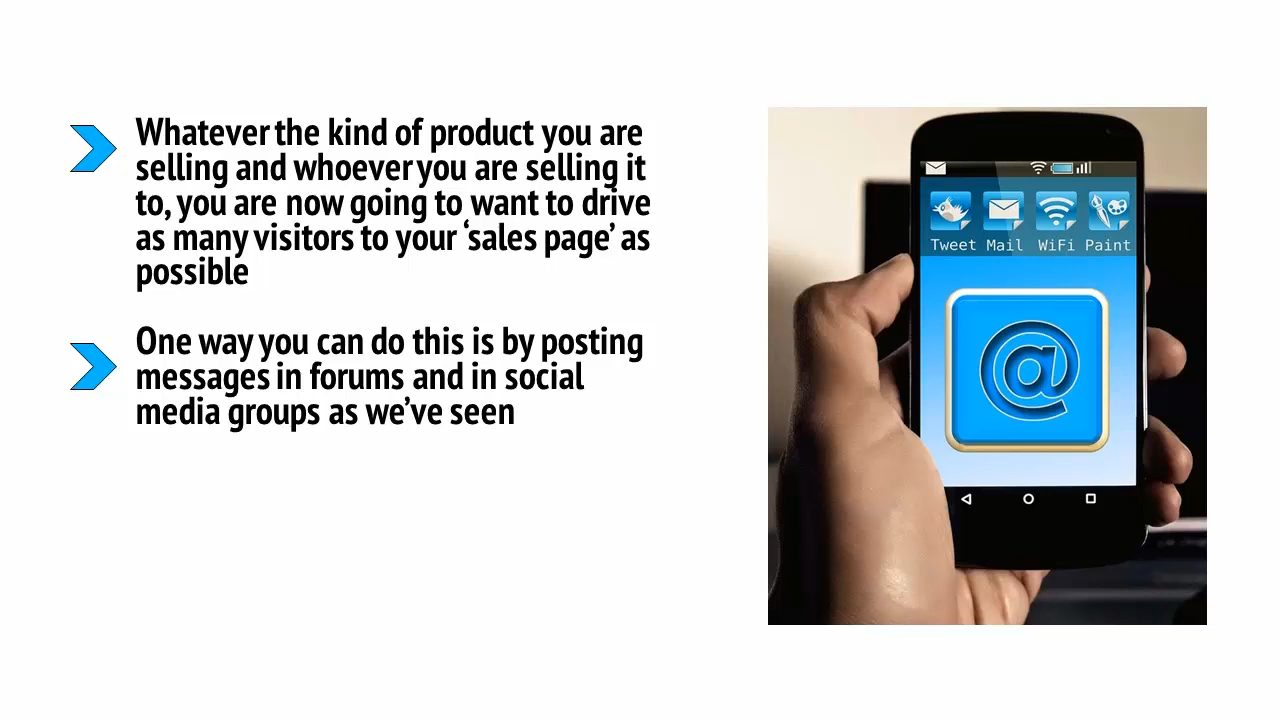 Whatever the kind of product you are
selling and whoever you are selling it
to, you are now going to want to drive
as many visitors to your ‘sales page’ as
possible
One way you can do this is by posting
messages in forums and in social
media groups as we’ve seen
Tweet Mail WiFi Paint
@